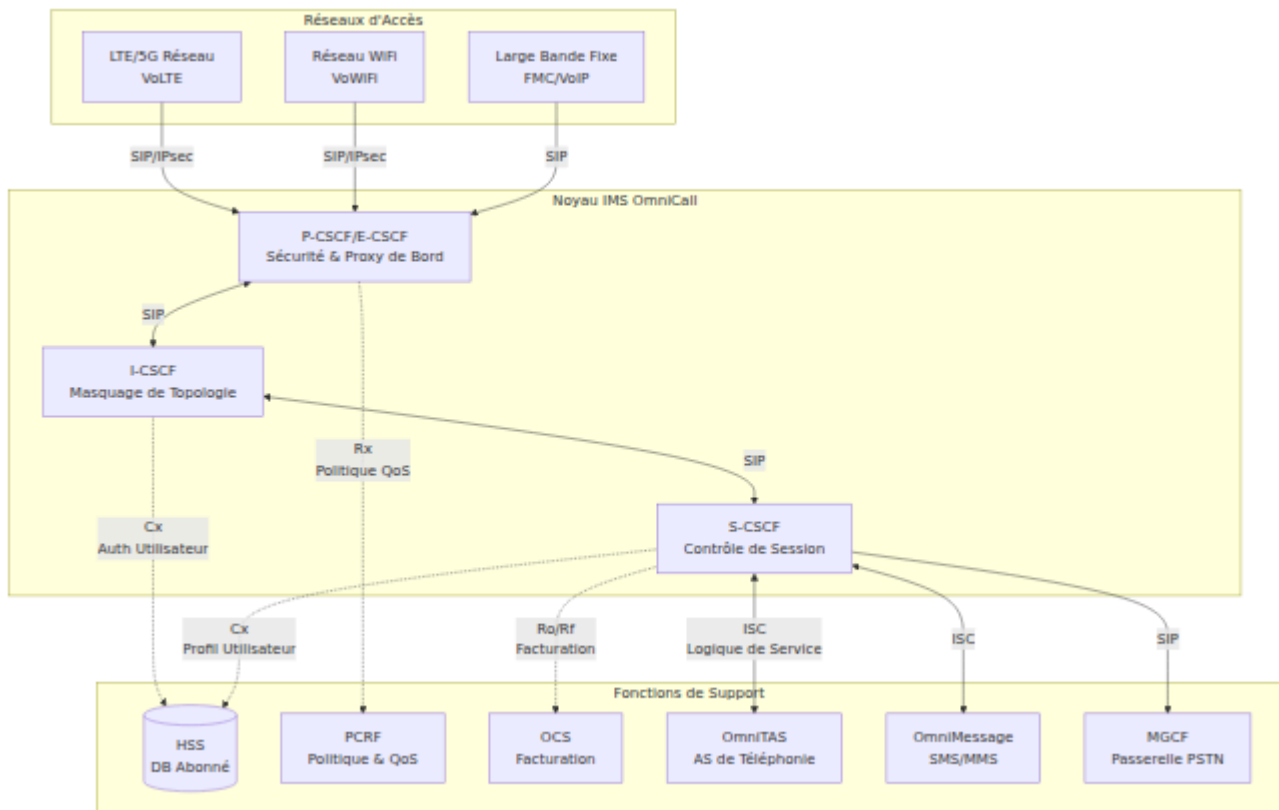 Réseaux d'Accès
LTE/5G Réseau
VoLTE
Réseau WiFi
VoWiFi
Large Bande Fixe
FMC/VoIP
SIP/IPsec
SIP/IPsec
SIP
Noyau IMS OmniCall
P-CSCF/E-CSCF
Sécurité & Proxy de Bord
SIP
I-CSCF
Masquage de Topologie
Rx
Politique QoS
SIP
S-CSCF
Contrôle de Session
Cx
Auth Utilisateur
Cx
Profil Utilisateur
Ro/Rf
Facturation
ISC
Logique de Service
ISC
SIP
Fonctions de Support
HSS
DB Abonné
PCRF
Politique & QoS
OCS
Facturation
OmniTAS
AS de Téléphonie
OmniMessage
SMS/MMS
MGCF
Passerelle PSTN